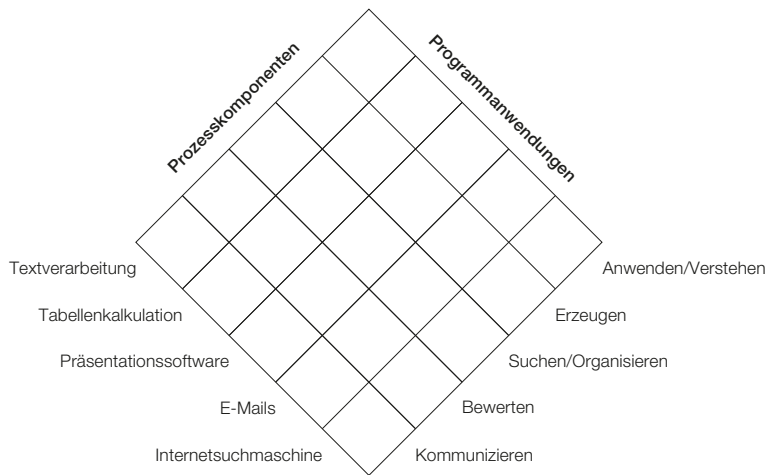 Prozesskomponenten
Programmanwendungen
Textverarbeitung
Anwenden/Verstehen
Tabellenkalkulation
Erzeugen
Präsentationssoftware
Suchen/Organisieren
E-Mails
Bewerten
Internetsuchmaschine
Kommunizieren